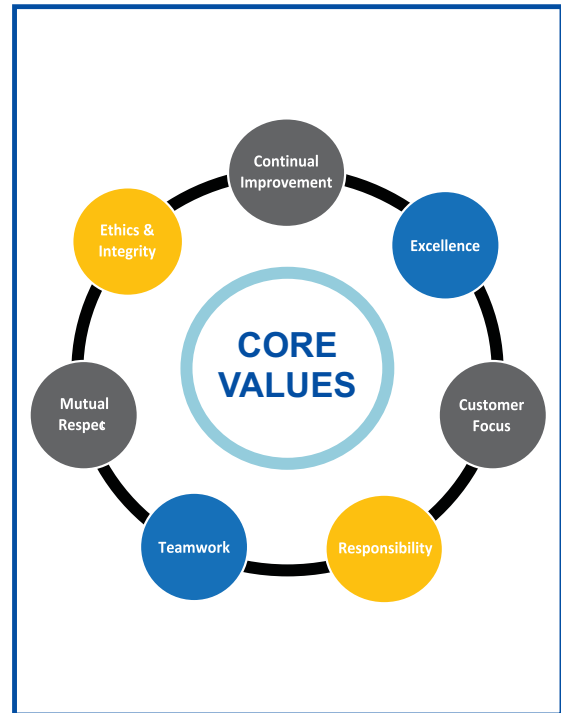 Continual
Improvement
Excellence
Customer
Focus
Responsibility
Teamwork
Mutual
Respect
Ethics &
Integrity
CORE
VALUES